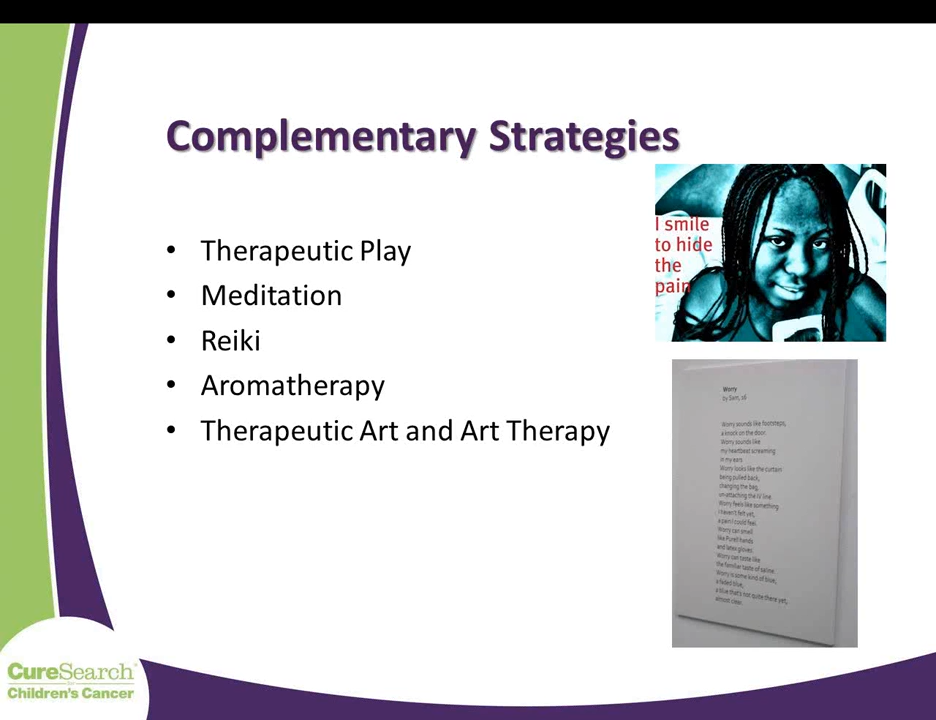 Complementary Strategies
• Therapeutic Play
• Meditation
• Reiki
• Aromatherapy
• Therapeutic Art and Art Therapy
I smile
to hide
the
pain
Worry
by Sam, 16
Worry sounds like footsteps,
a knock on the door.
Worry sounds like
my heartbeat screaming
in my ears.
Worry looks like the curtain
being pulled back,
changing the bag,
un-attaching the IV line
Worry feels like something
I haven't felt yet,
a pain I could feel.
Worry can smell
like Purell hands
and latex gloves.
Worry can taste like
the familiar taste of saline.
Worry is some kind of blue,
a faded blue,
a blue that's not quite there yet,
almost clear.
CureSearch
Children's Cancer